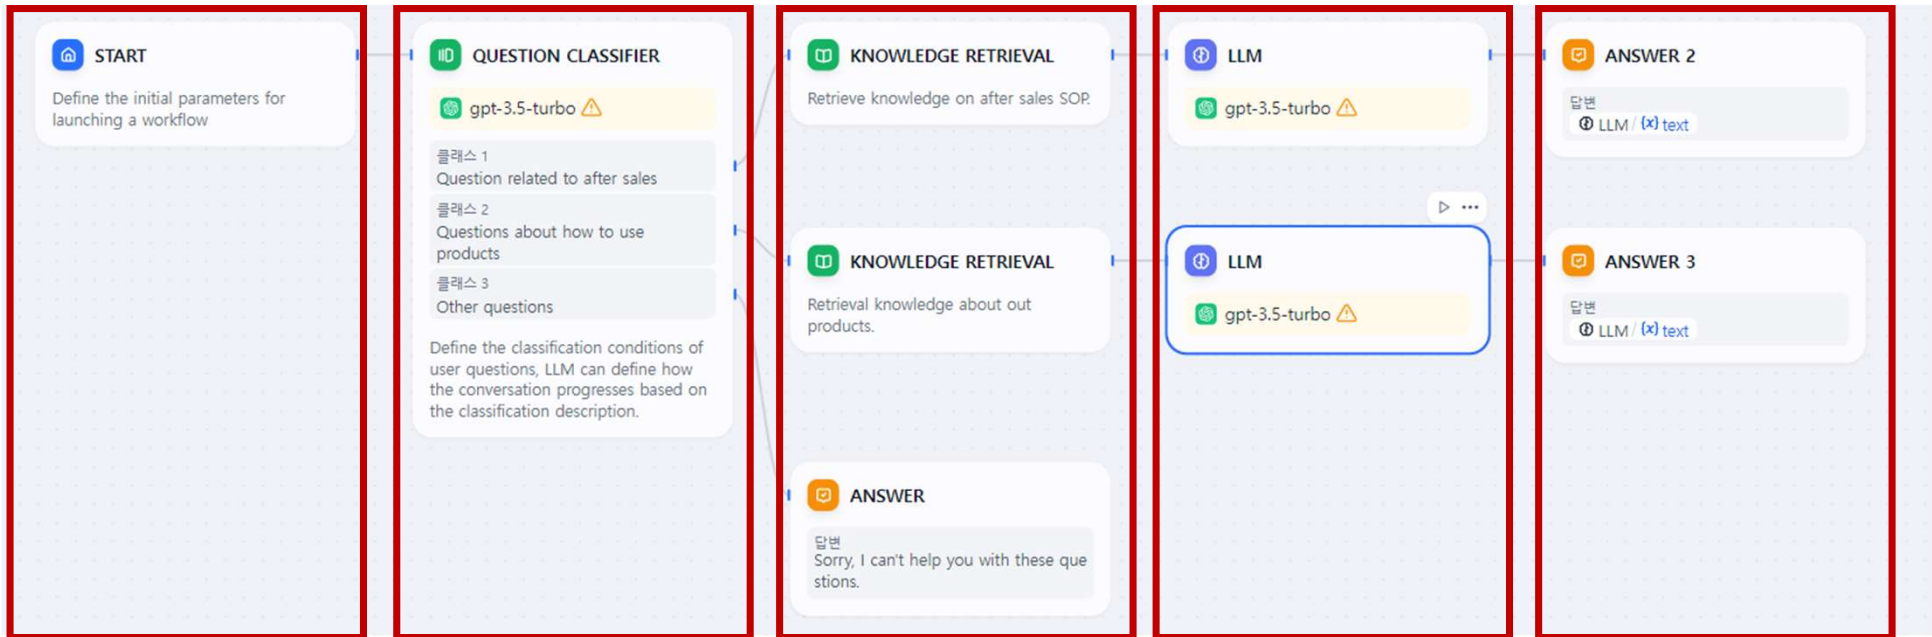 START
Define the initial parameters for
launching a workflow
QUESTION CLASSIFIER
gpt-3.5-turbo
클래스 1
Question related to after sales
클래스 2
Questions about how to use
products
클래스 3
Other questions
Define the classification conditions of
user questions, LLM can define how
the conversation progresses based on
the classification description.
KNOWLEDGE RETRIEVAL
Retrieve knowledge on after sales SOP.
KNOWLEDGE RETRIEVAL
Retrieval knowledge about out
products.
ANSWER
답변
Sorry, I can't help you with these que
stions.
LLM
gpt-3.5-turbo
LLM
gpt-3.5-turbo
ANSWER 2
답변
LLM / {x} text
ANSWER 3
답변
LLM / {x} text